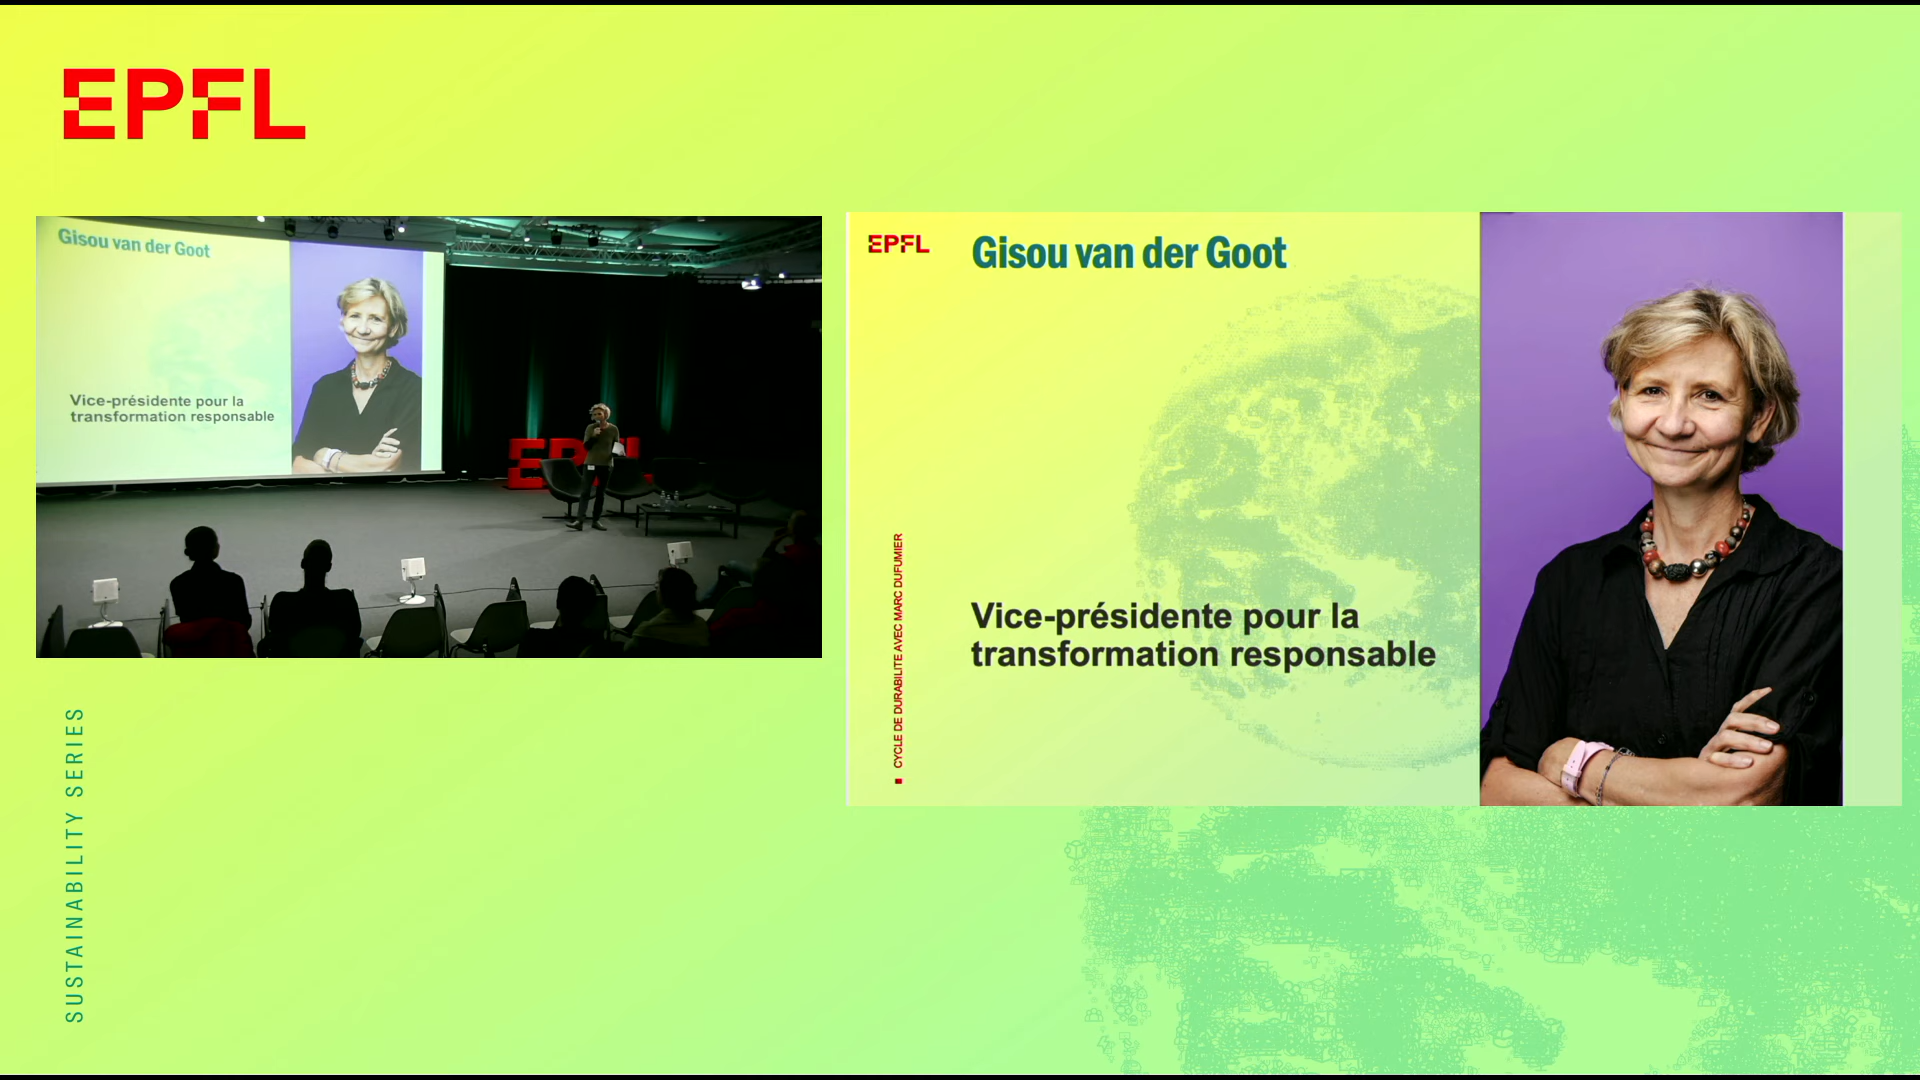 EPFL
Gisou van der Goot
Vice-présidente pour la
transformation responsable
EPFL
EPFL
Gisou van der Goot
Vice-présidente pour la
transformation responsable
CYCLE DE DURABILITE AVEC MARC DUFUMIER
SUSTAINABILITY SERIES